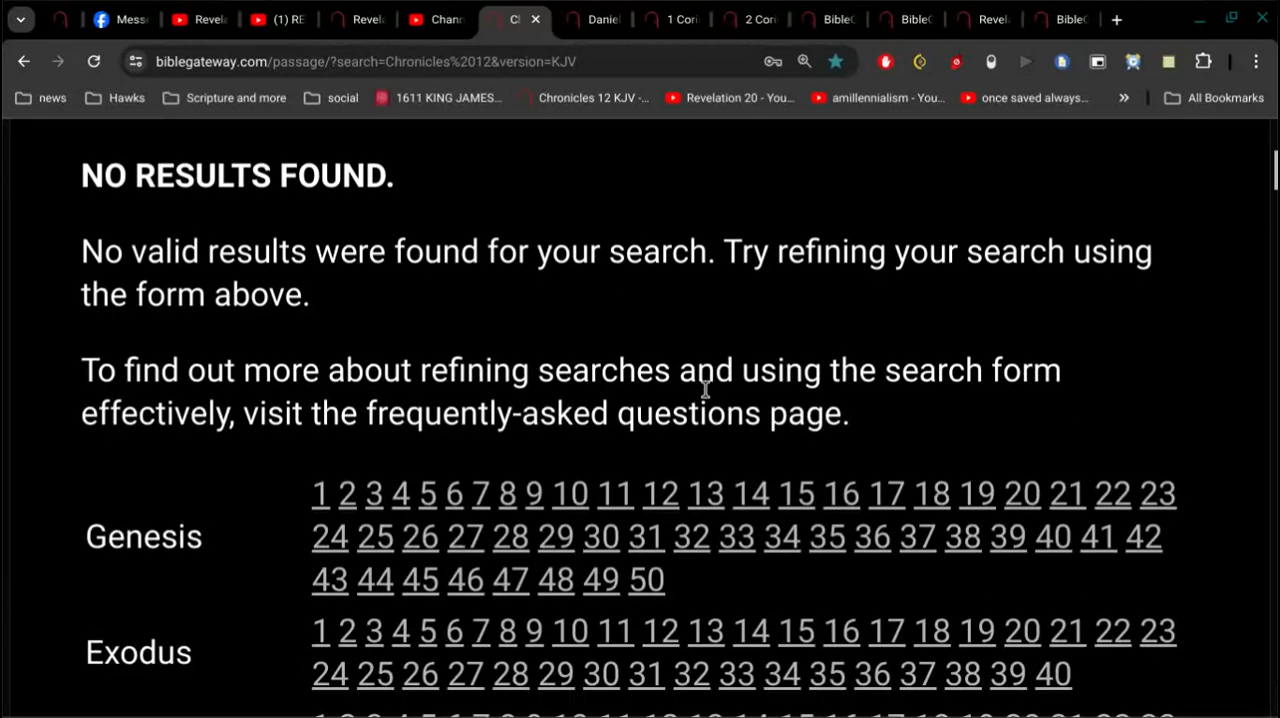 Mess
Revela
(1) RE
Revela
Chann
Cl
Daniel
1 Cori
2 Cori
BibleG
BibleG
Revela
BibleG
biblegateway.com/passage/?search=Chronicles%2012&version=KJV
news
Hawks
Scripture and more
social
1611 KING JAMES...
Chronicles 12 KJV -...
Revelation 20 - You...
amillennialism - You...
once saved always...
All Bookmarks
NO RESULTS FOUND.
No valid results were found for your search. Try refining your search using
the form above.
To find out more about refining searches and using the search form
effectively, visit the frequently-asked questions page.
Genesis
1 2 3 4 5 6 7 8 9 10 11 12 13 14 15 16 17 18 19 20 21 22 23
24 25 26 27 28 29 30 31 32 33 34 35 36 37 38 39 40 41 42
43 44 45 46 47 48 49 50
Exodus
1 2 3 4 5 6 7 8 9 10 11 12 13 14 15 16 17 18 19 20 21 22 23
24 25 26 27 28 29 30 31 32 33 34 35 36 37 38 39 40